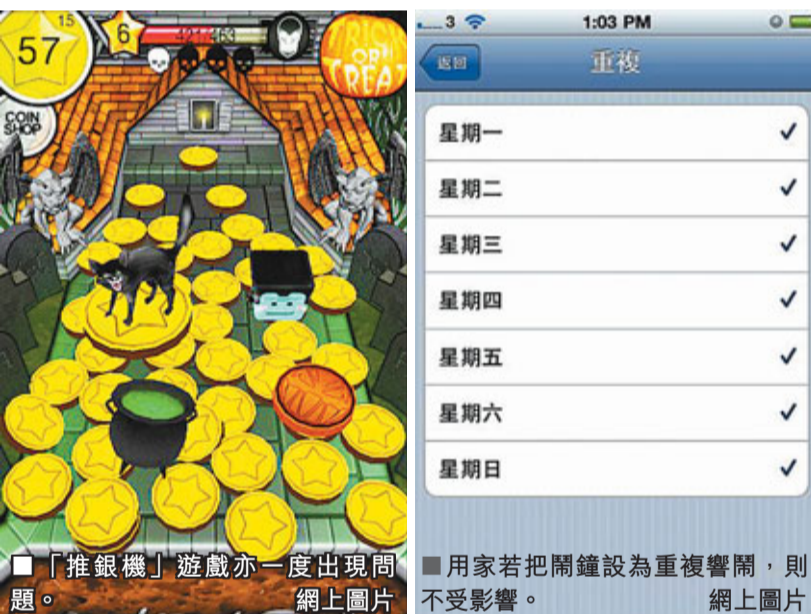 15
57
6
421/463
TRICK
OR
TREAT
COIN
SHOP
□「推銀機」遊戲亦一度出現問
題。 網上圖片
3 1:03 PM
返回 重複
星期一 ✓
星期二 ✓
星期三 ✓
星期四 ✓
星期五 ✓
星期六 ✓
星期日 ✓
■用家若把鬧鐘設為重複響鬧，則
不受影響。 網上圖片